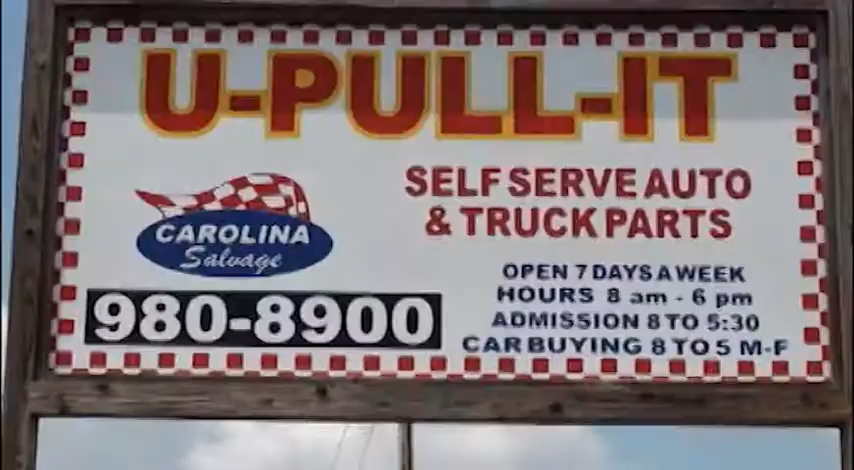 U-PULL-IT
SELF SERVE AUTO
& TRUCK PARTS
CAROLINA
Salvage
980-8900
OPEN 7 DAYS A WEEK
HOURS 8 am - 6 pm
ADMISSION 8 TO 5:30
CAR BUYING 8 TO 5 M-F